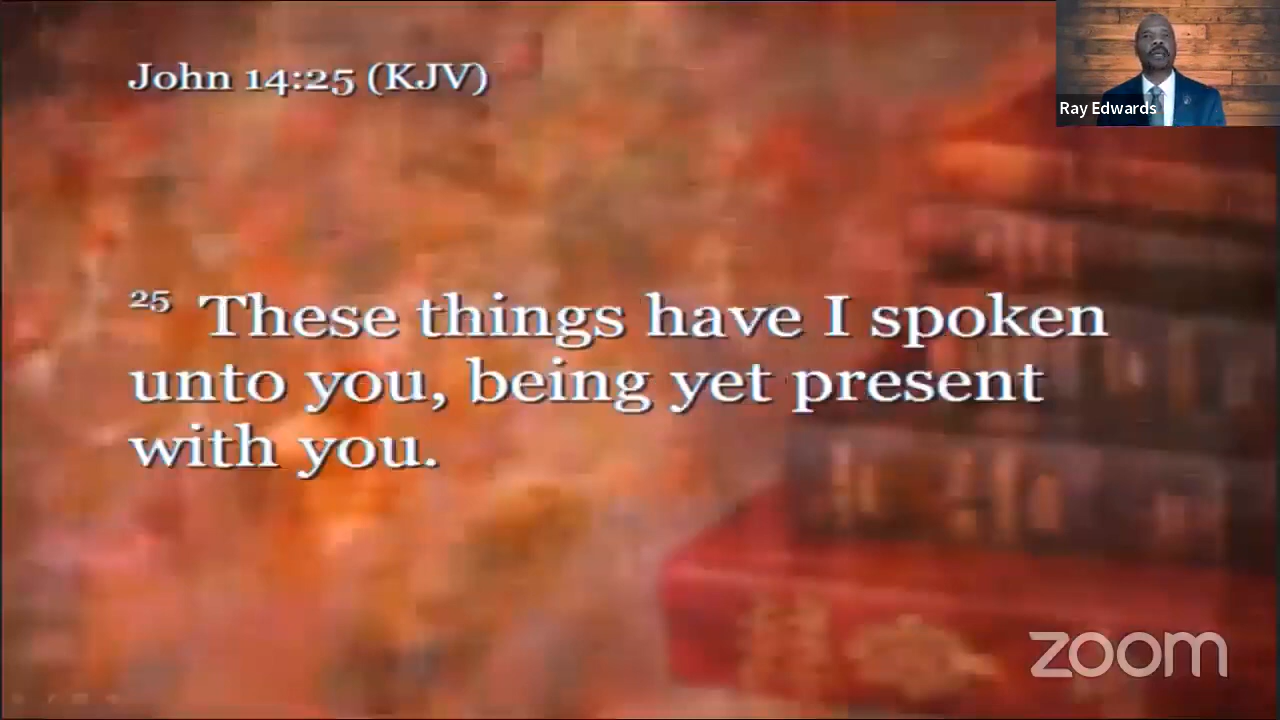 John 14:25 (KJV)
Ray Edwards
25 These things have I spoken
unto you, being yet present
with you.
zoom